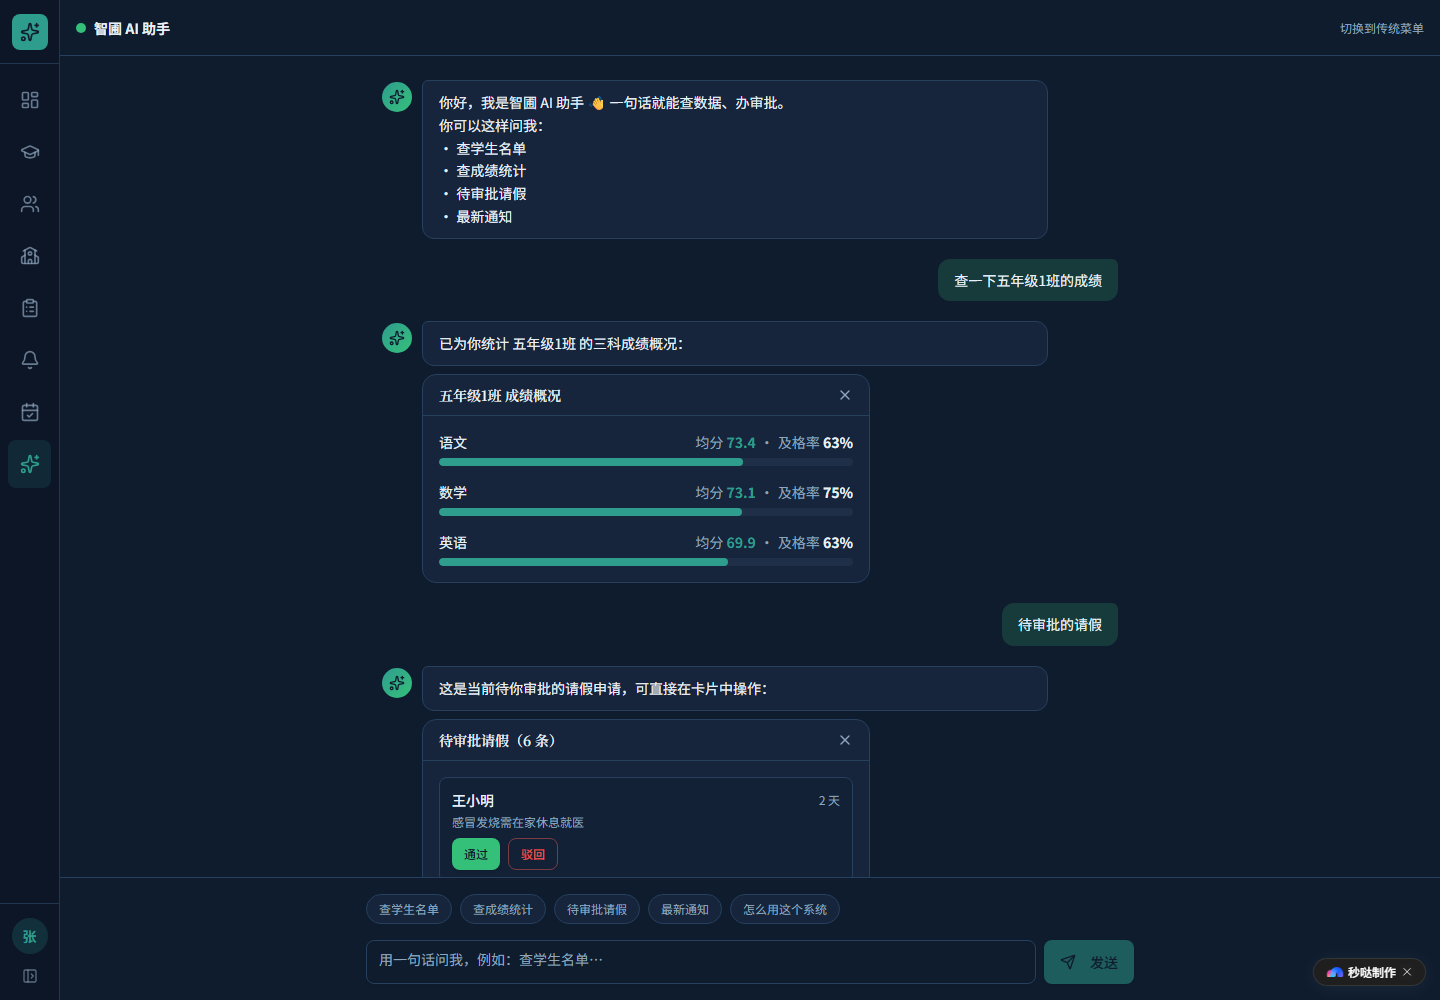 智圃 AI 助手
切换到传统菜单
你好，我是智圃 AI 助手 👋 一句话就能查数据、办审批。
你可以这样问我：
• 查学生名单
• 查成绩统计
• 待审批请假
• 最新通知
查一下五年级1班的成绩
已为你统计 五年级1班 的三科成绩概况：
五年级1班 成绩概况
语文 均分 73.4 • 及格率 63%
数学 均分 73.1 • 及格率 75%
英语 均分 69.9 • 及格率 63%
待审批的请假
这是当前待你审批的请假申请，可直接在卡片中操作：
待审批请假（6 条）
王小明 2 天
感冒发烧需在家休息就医
通过 驳回
查学生名单 查成绩统计 待审批请假 最新通知 怎么用这个系统
张
用一句话问我，例如：查学生名单…
发送
秒哒制作